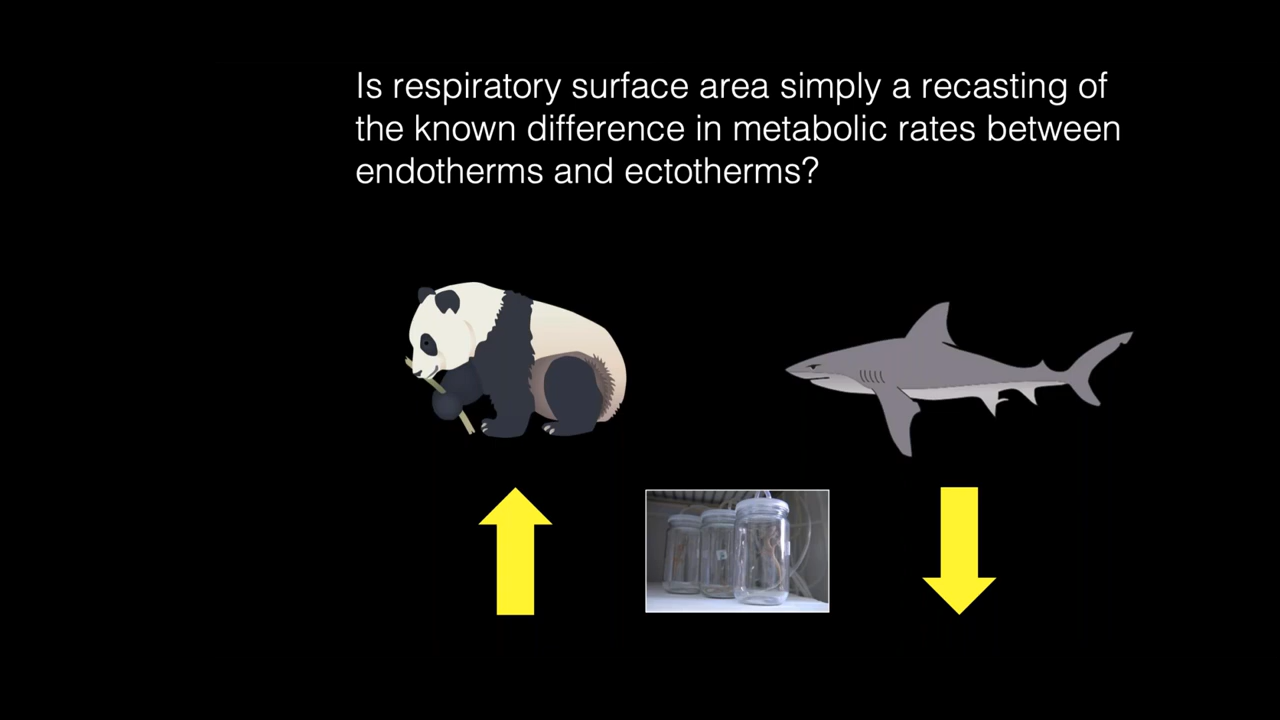 Is respiratory surface area simply a recasting of
the known difference in metabolic rates between
endotherms and ectotherms?